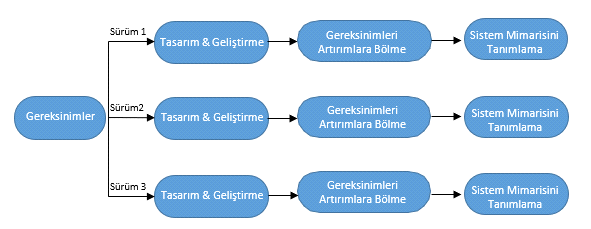 Sürüm 1
Tasarım & Geliştirme
Gereksinimleri
Artırımlara Bölme
Sistem Mimarisini
Tanımlama
Gereksinimler
Sürüm2
Tasarım & Geliştirme
Gereksinimleri
Artırımlara Bölme
Sistem Mimarisini
Tanımlama
Sürüm 3
Tasarım & Geliştirme
Gereksinimleri
Artırımlara Bölme
Sistem Mimarisini
Tanımlama